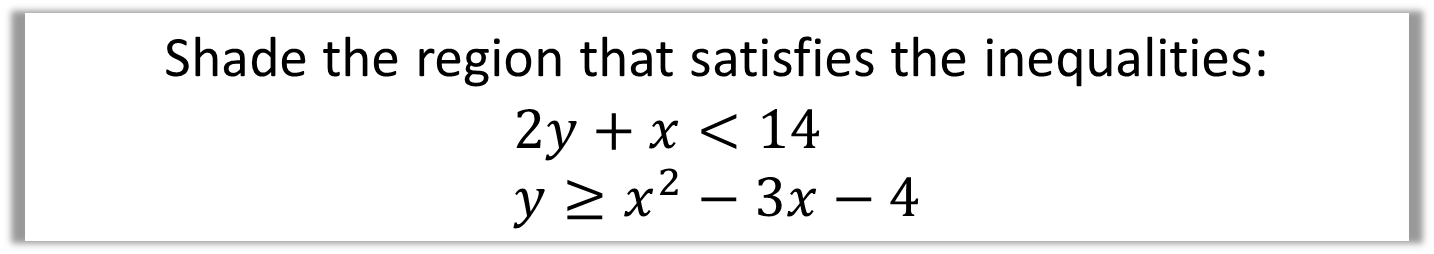 Shade the region that satisfies the inequalities:
2y + x < 14
y ≥ x² − 3x − 4